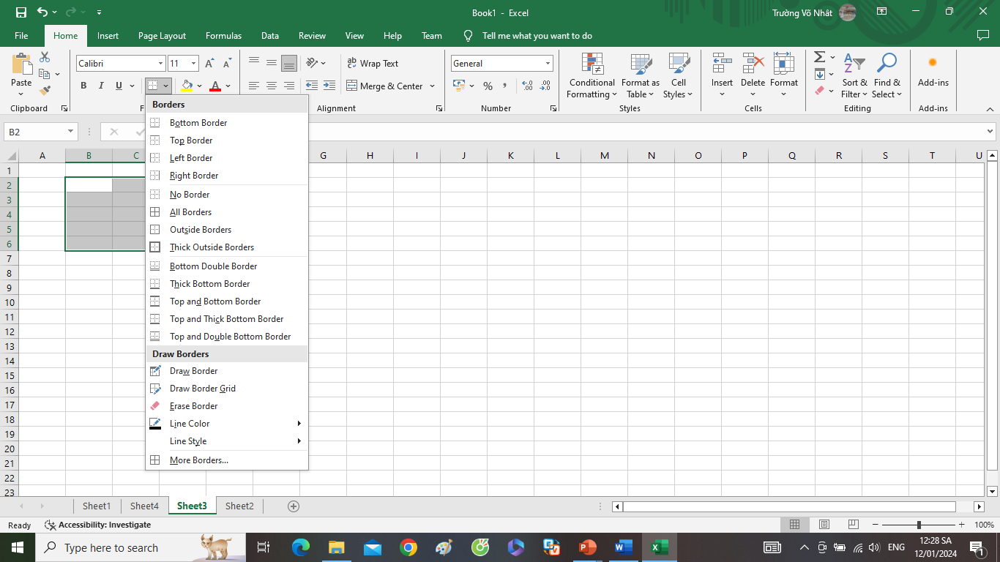 Book1 - Excel
Trường Võ Nhất
File Home Insert Page Layout Formulas Data Review View Help Team Tell me what you want to do
Calibri 11
Wrap Text
General
Paste
B I U
A
Merge & Center
% ,
Conditional Formatting
Format as Table
Cell Styles
Insert Delete Format
Sort & Filter
Find & Select
Add-ins
Clipboard
Alignment
Number
Styles
Cells
Editing
Add-ins
B2
A B C G H I J K L M N O P Q R S T U
1
2
3
4
5
6
7
8
9
10
11
12
13
14
15
16
17
18
19
20
21
22
23
Borders
Bottom Border
Top Border
Left Border
Right Border
No Border
All Borders
Outside Borders
Thick Outside Borders
Bottom Double Border
Thick Bottom Border
Top and Bottom Border
Top and Thick Bottom Border
Top and Double Bottom Border
Draw Borders
Draw Border
Draw Border Grid
Erase Border
Line Color
Line Style
More Borders...
Sheet1 Sheet4 Sheet3 Sheet2
Ready Accessibility: Investigate
100%
Type here to search
ENG
12:28 SA
12/01/2024
1